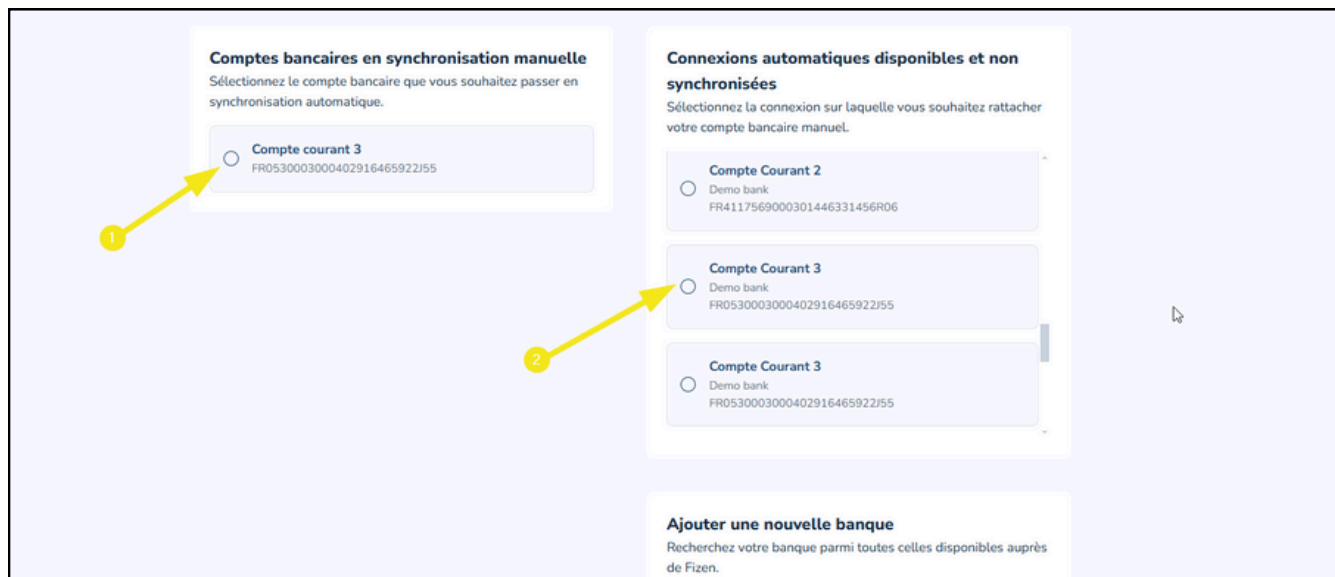 Comptes bancaires en synchronisation manuelle
Sélectionnez le compte bancaire que vous souhaitez passer en
synchronisation automatique.
Compte courant 3
FR0530003000402916465922J55
1
Connexions automatiques disponibles et non
synchronisées
Sélectionnez la connexion sur laquelle vous souhaitez rattacher
votre compte bancaire manuel.
Compte Courant 2
Demo bank
FR4117569000301446331456R06
Compte Courant 3
Demo bank
FR0530003000402916465922J55
2
Compte Courant 3
Demo bank
FR0530003000402916465922J55
Ajouter une nouvelle banque
Recherchez votre banque parmi toutes celles disponibles auprès
de Fizen.